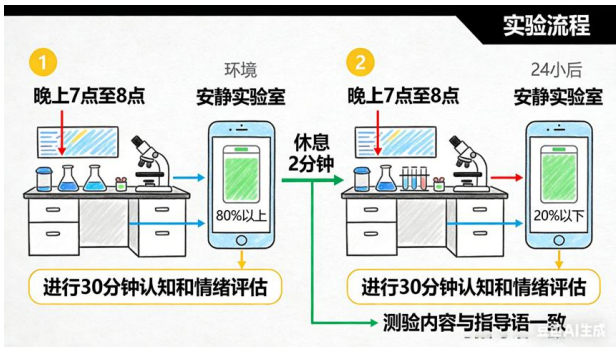 实验流程
1
晚上7点至8点
环境
安静实验室
80%以上
进行30分钟认知和情绪评估
休息
2分钟
2
晚上7点至8点
24小后
安静实验室
20%以下
进行30分钟认知和情绪评估
测验内容与指导语一致
AI生成